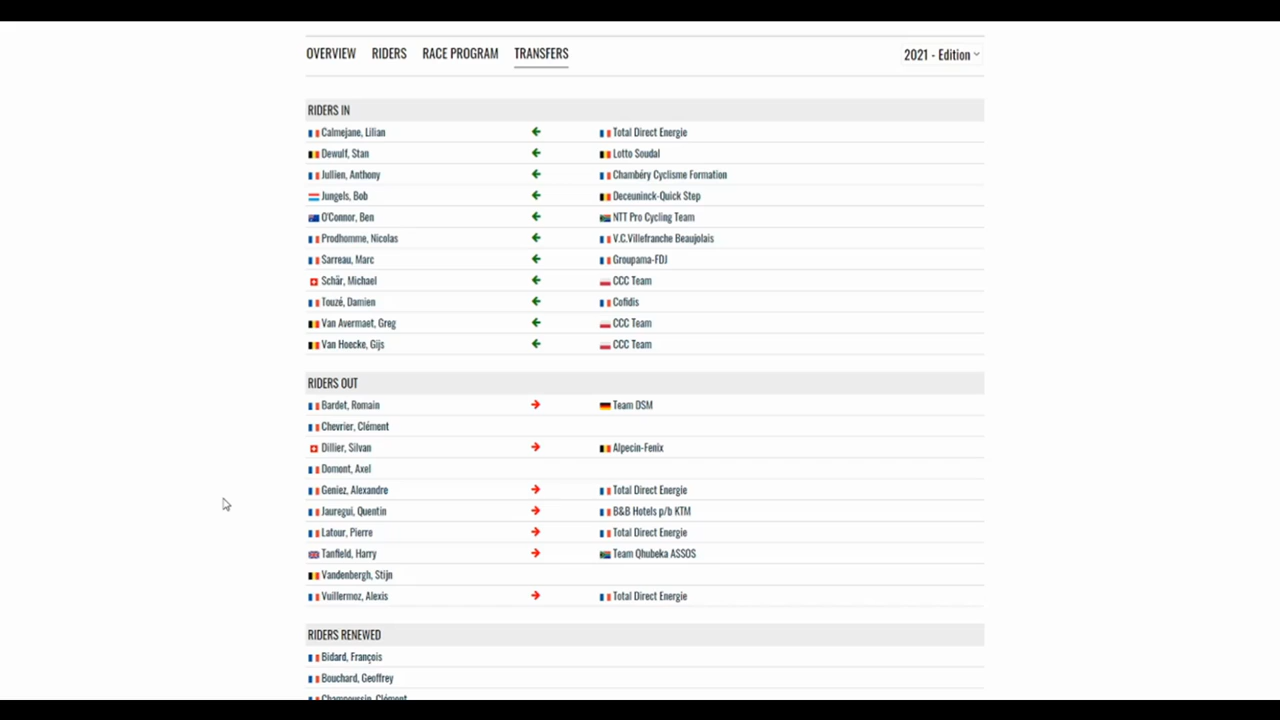 OVERVIEW RIDERS RACE PROGRAM TRANSFERS 2021 - Edition
RIDERS IN
Calmejane, Lilian Total Direct Energie
Dewulf, Stan Lotto Soudal
Jullien, Anthony Chambéry Cyclisme Formation
Jungels, Bob Deceuninck-Quick Step
O'Connor, Ben NTT Pro Cycling Team
Prodhomme, Nicolas V.C.Villefranche Beaujolais
Sarreau, Marc Groupama-FDJ
Schär, Michael CCC Team
Touzé, Damien Cofidis
Van Avermaet, Greg CCC Team
Van Hoecke, Gijs CCC Team
RIDERS OUT
Bardet, Romain Team DSM
Chevrier, Clément
Dillier, Silvan Alpecin-Fenix
Domont, Axel
Geniez, Alexandre Total Direct Energie
Jauregui, Quentin B&B Hotels p/b KTM
Latour, Pierre Total Direct Energie
Tanfield, Harry Team Qhubeka ASSOS
Vandenbergh, Stijn
Vuillermoz, Alexis Total Direct Energie
RIDERS RENEWED
Bidard, François
Bouchard, Geoffrey
Champoussin, Clément